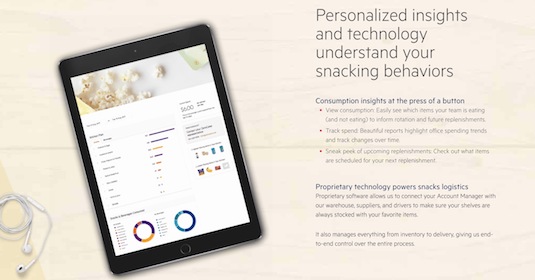 Personalized insights
and technology
understand your
snacking behaviors
Consumption insights at the press of a button
• View consumption: Easily see which items your team is eating
(and not eating) to inform rotation and future replenishments.
• Track spend: Beautiful reports highlight office spending trends
and track changes over time.
• Sneak peek of upcoming replenishments: Check out what items
are scheduled for your next replenishment.
Proprietary technology powers snacks logistics
Proprietary software allows us to connect your Account Manager with
our warehouse, suppliers, and drivers to make sure your shelves are
always stocked with your favorite items.
It also manages everything from inventory to delivery, giving us end-
to-end control over the entire process.
$600